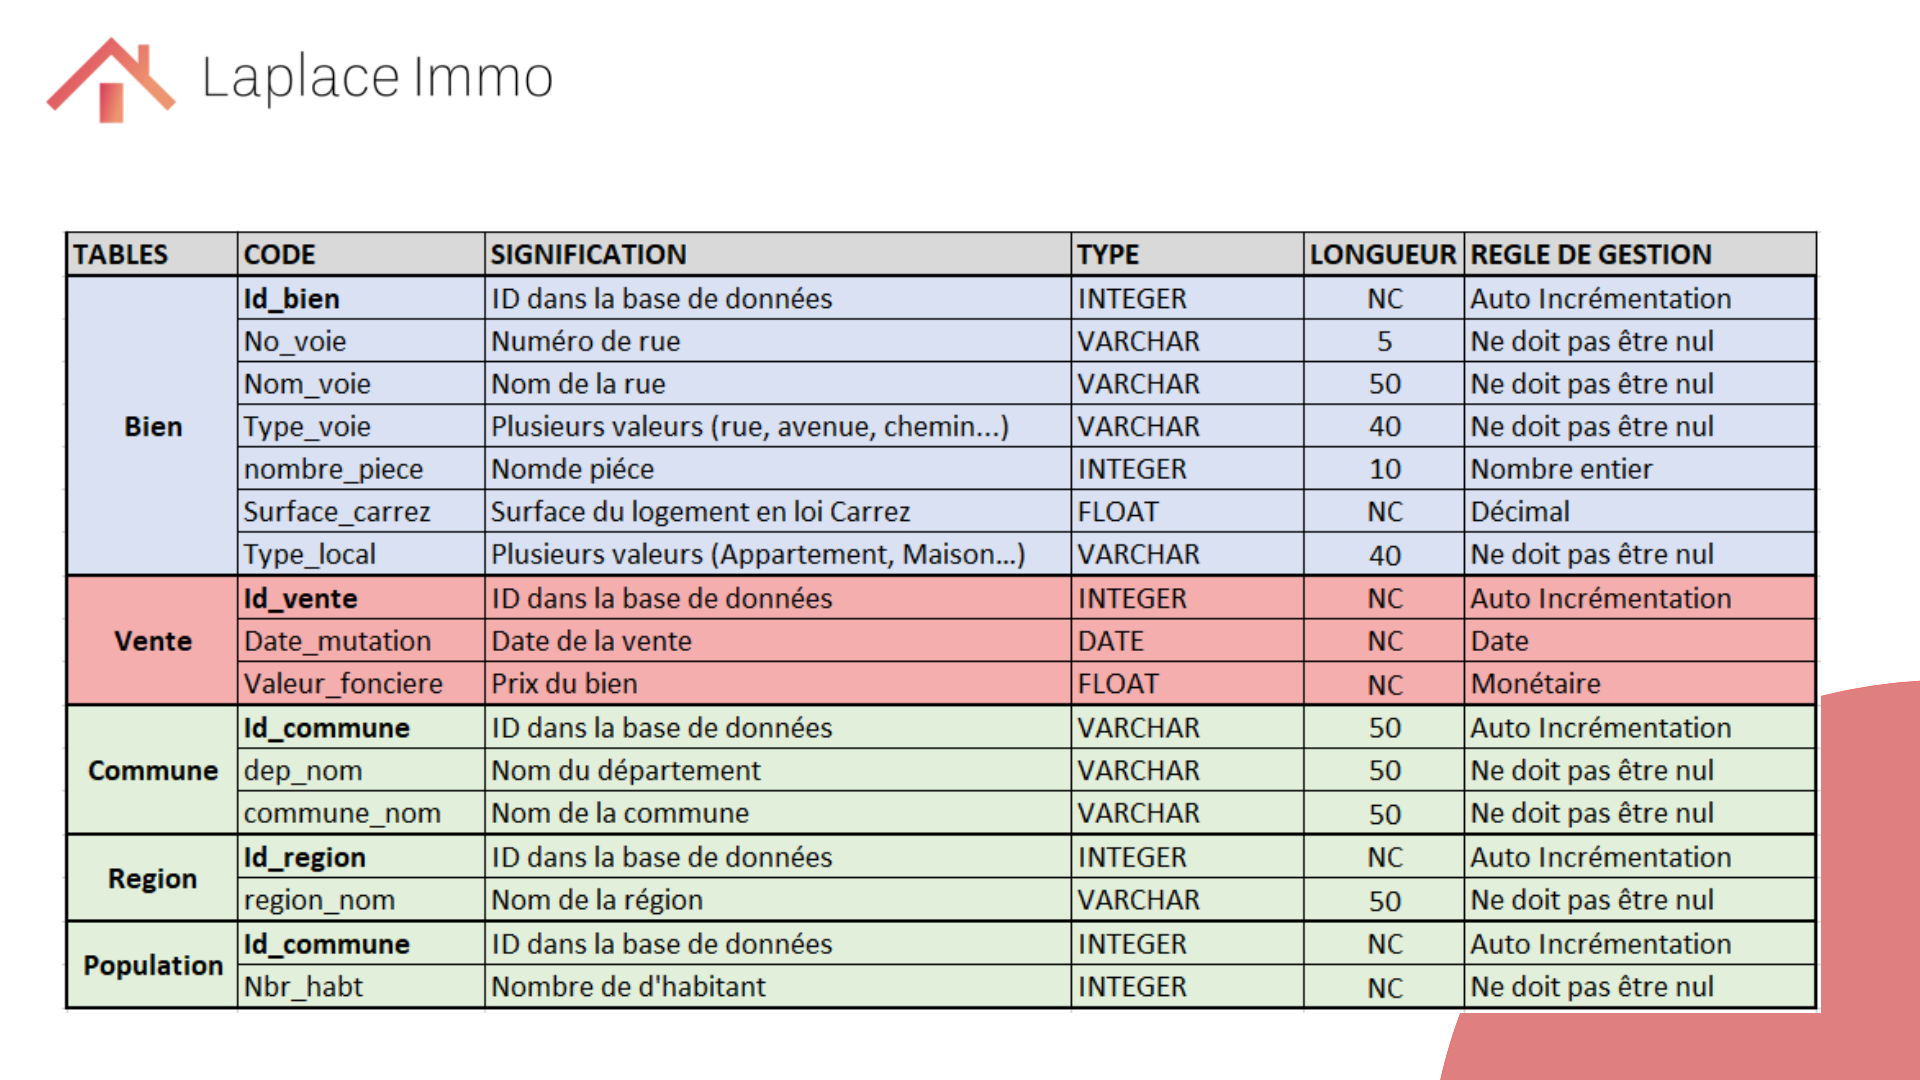 Laplace Immo
TABLES CODE SIGNIFICATION TYPE LONGUEUR REGLE DE GESTION
Bien
Id_bien ID dans la base de données INTEGER NC Auto Incrémentation
No_voie Numéro de rue VARCHAR 5 Ne doit pas être nul
Nom_voie Nom de la rue VARCHAR 50 Ne doit pas être nul
Type_voie Plusieurs valeurs (rue, avenue, chemin...) VARCHAR 40 Ne doit pas être nul
nombre_piece Nomde piéce INTEGER 10 Nombre entier
Surface_carrez Surface du logement en loi Carrez FLOAT NC Décimal
Type_local Plusieurs valeurs (Appartement, Maison...) VARCHAR 40 Ne doit pas être nul
Vente
Id_vente ID dans la base de données INTEGER NC Auto Incrémentation
Date_mutation Date de la vente DATE NC Date
Valeur_fonciere Prix du bien FLOAT NC Monétaire
Commune
Id_commune ID dans la base de données VARCHAR 50 Auto Incrémentation
dep_nom Nom du département VARCHAR 50 Ne doit pas être nul
commune_nom Nom de la commune VARCHAR 50 Ne doit pas être nul
Region
Id_region ID dans la base de données INTEGER NC Auto Incrémentation
region_nom Nom de la région VARCHAR 50 Ne doit pas être nul
Population
Id_commune ID dans la base de données INTEGER NC Auto Incrémentation
Nbr_habt Nombre de d'habitant INTEGER NC Ne doit pas être nul